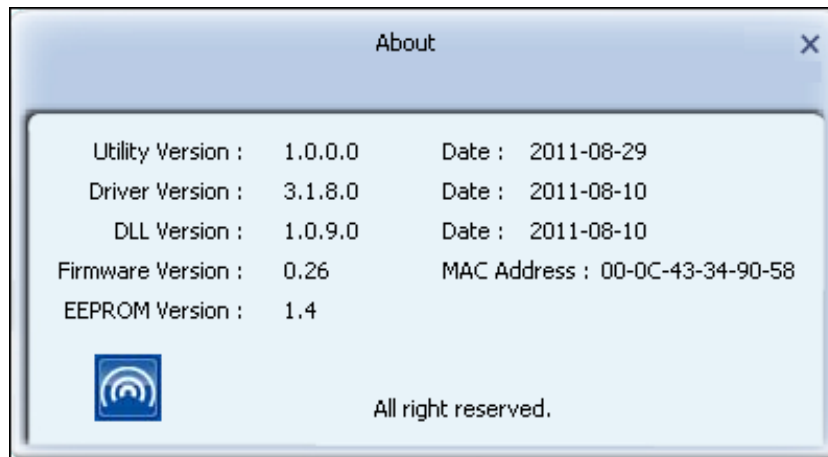 About
Utility Version : 1.0.0.0 Date : 2011-08-29
Driver Version : 3.1.8.0 Date : 2011-08-10
DLL Version : 1.0.9.0 Date : 2011-08-10
Firmware Version : 0.26 MAC Address : 00-0C-43-34-90-58
EEPROM Version : 1.4
All right reserved.